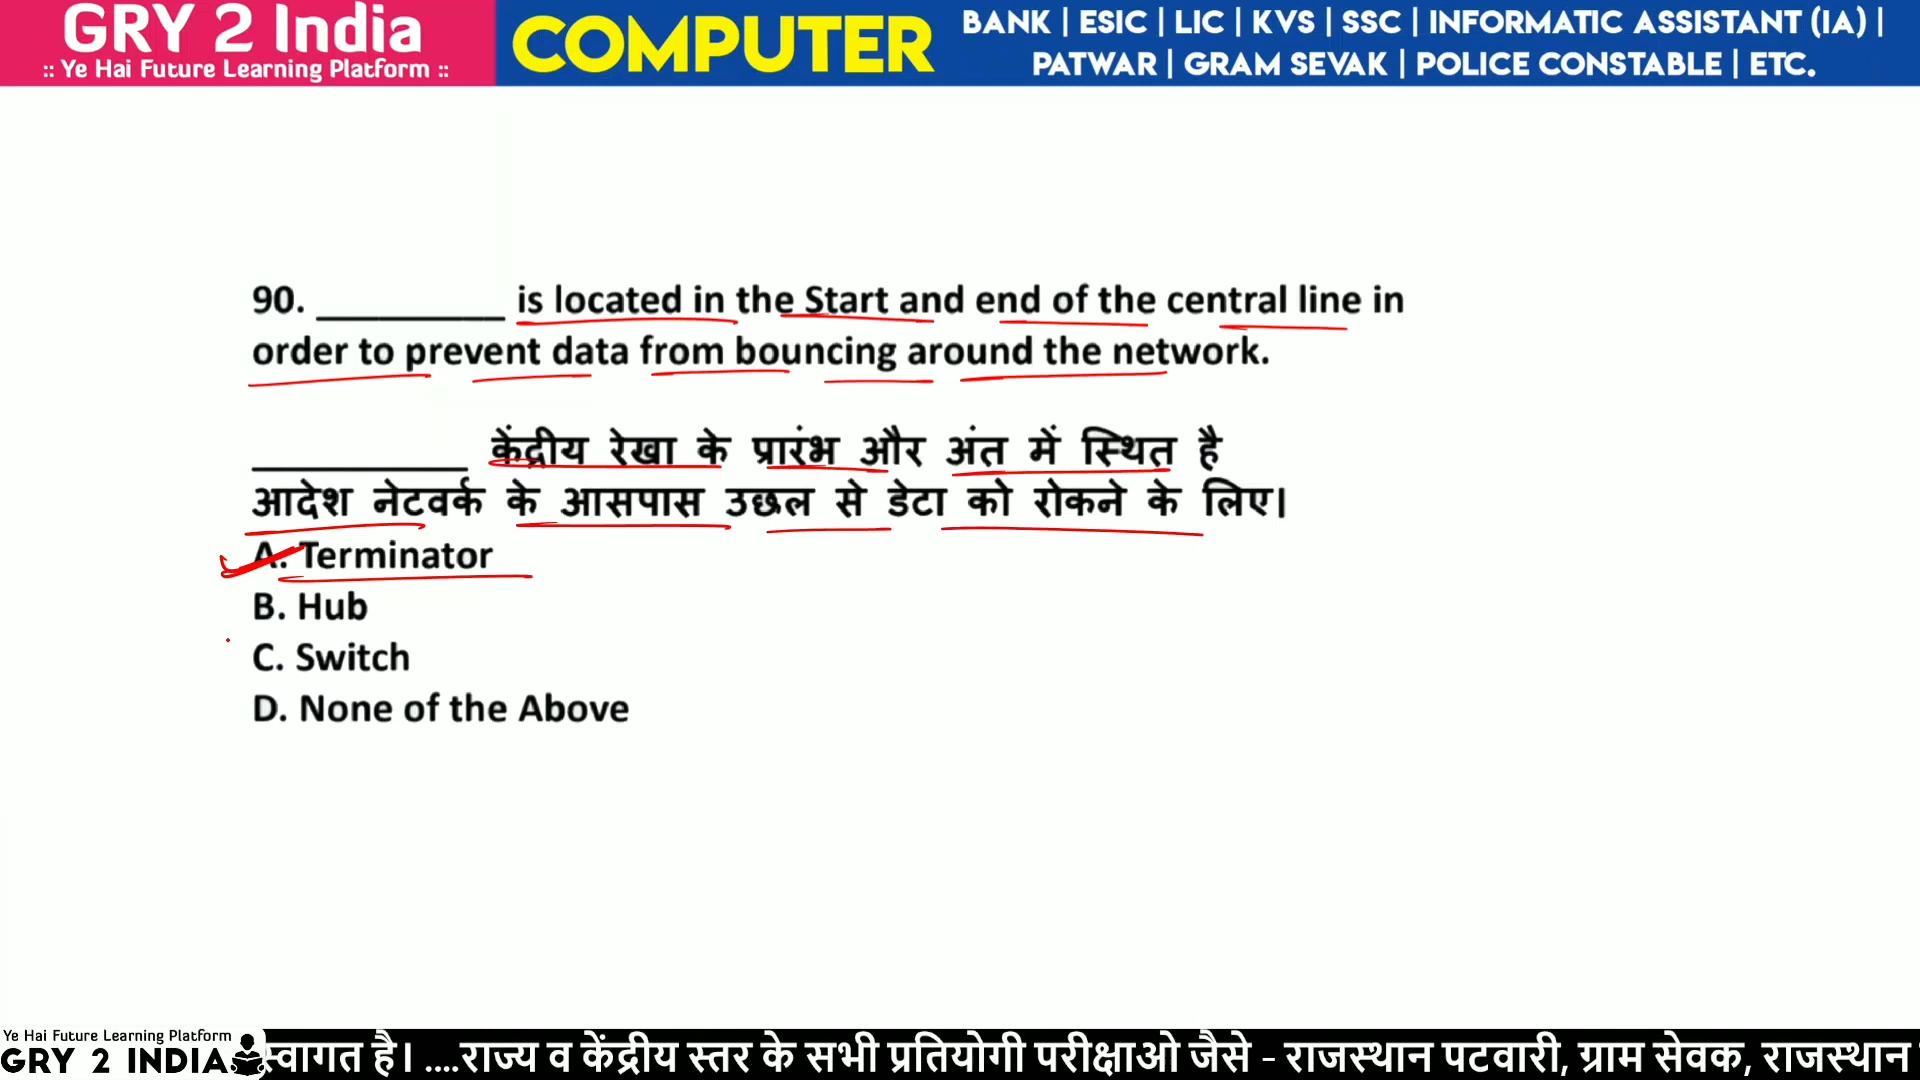 GRY 2 India
:: Ye Hai Future Learning Platform ::
COMPUTER
BANK | ESIC | LIC | KVS | SSC | INFORMATIC ASSISTANT (IA) |
PATWAR | GRAM SEVAK | POLICE CONSTABLE | ETC.
90. _________ is located in the Start and end of the central line in
order to prevent data from bouncing around the network.
__________ केंद्रीय रेखा के प्रारंभ और अंत में स्थित है
आदेश नेटवर्क के आसपास उछल से डेटा को रोकने के लिए।
A. Terminator
B. Hub
C. Switch
D. None of the Above
Ye Hai Future Learning Platform
GRY 2 INDIA
स्वागत है। ....राज्य व केंद्रीय स्तर के सभी प्रतियोगी परीक्षाओ जैसे - राजस्थान पटवारी, ग्राम सेवक, राजस्थान